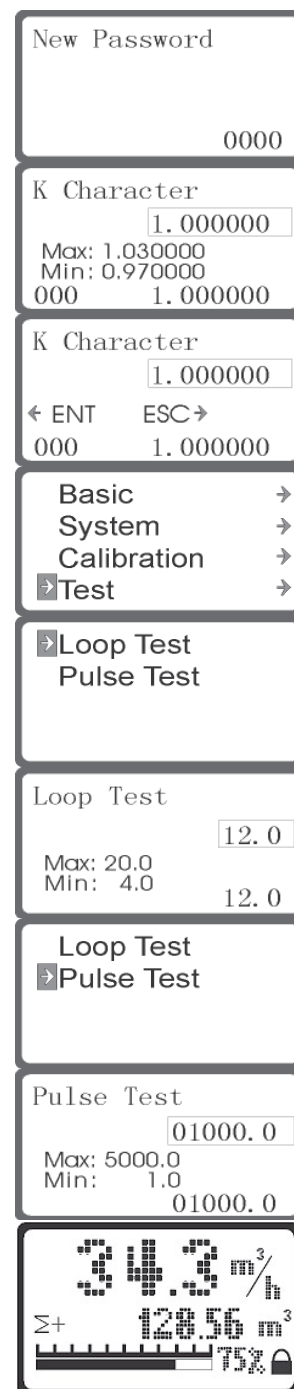 New Password
0000
K Character
1.000000
Max: 1.030000
Min: 0.970000
000 1.000000
K Character
1.000000
← ENT ESC →
000 1.000000
Basic →
System →
Calibration →
→ Test →
→ Loop Test
Pulse Test
Loop Test
12.0
Max: 20.0
Min: 4.0
12.0
Loop Test
→ Pulse Test
Pulse Test
01000.0
Max: 5000.0
Min: 1.0
01000.0
34.3 m³/h
Σ+ 128.56 m³
75%